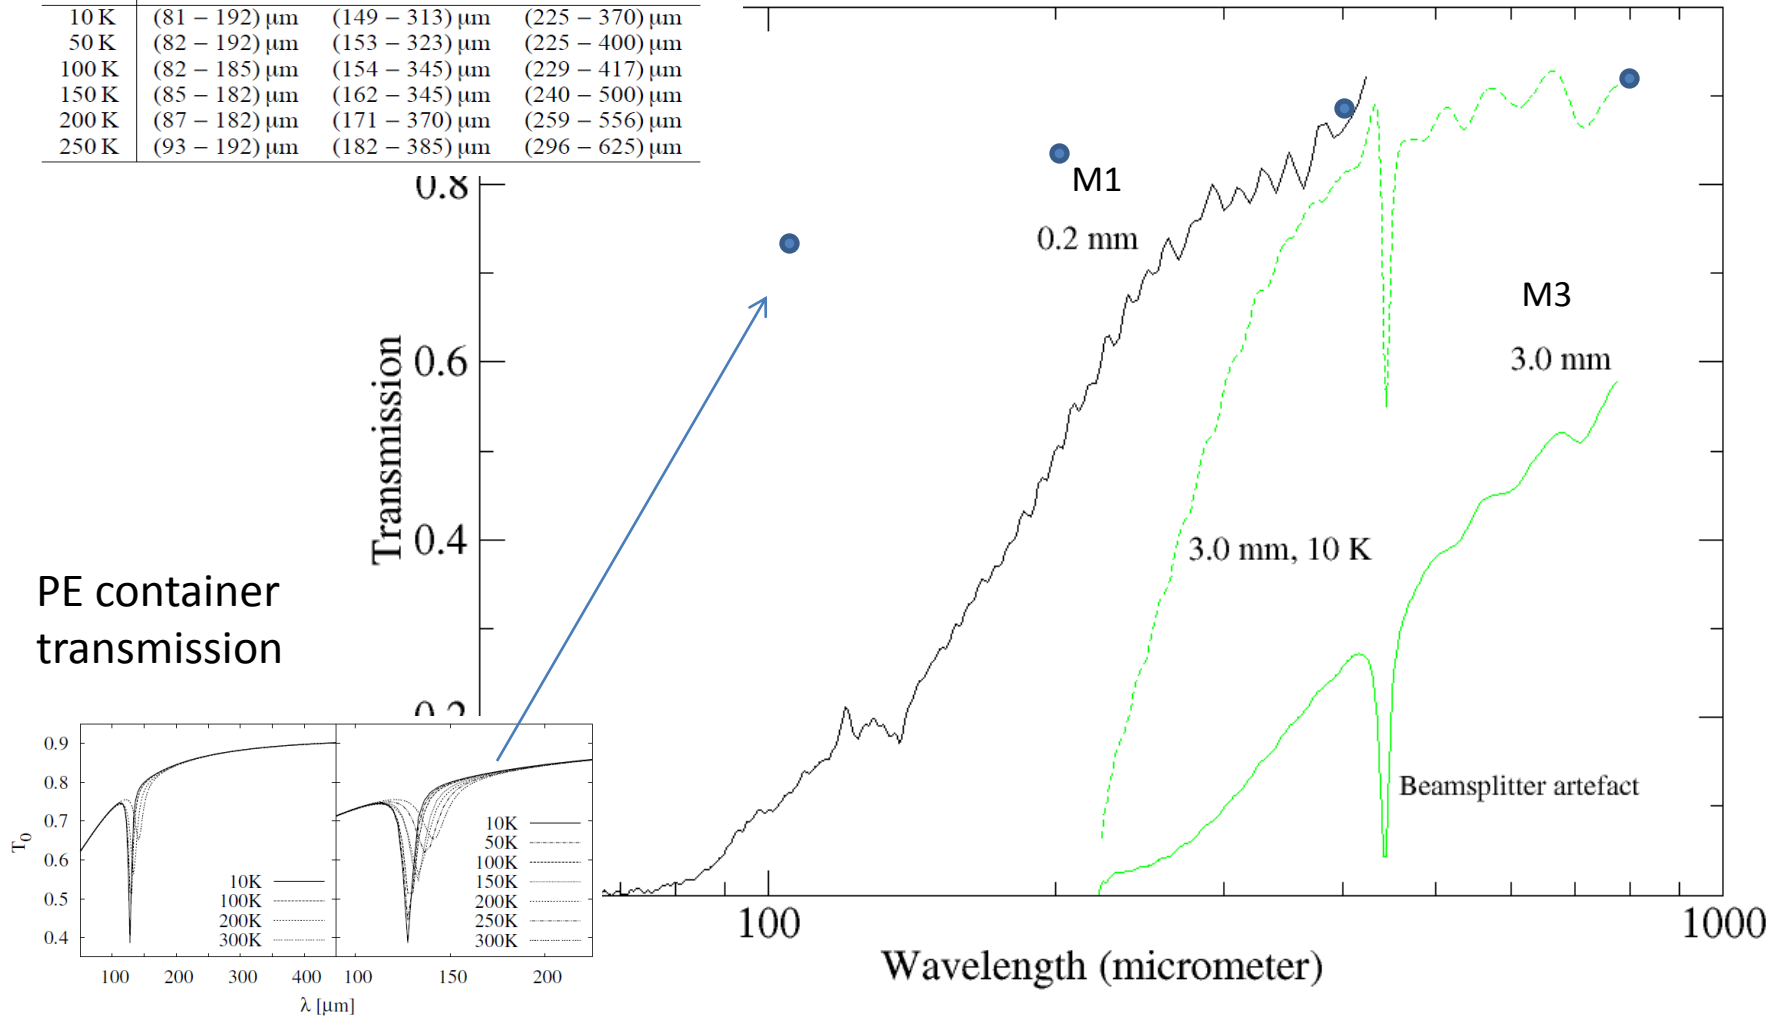 10 K (81 – 192) µm (149 – 313) µm (225 – 370) µm
50 K (82 – 192) µm (153 – 323) µm (225 – 400) µm
100 K (82 – 185) µm (154 – 345) µm (229 – 417) µm
150 K (85 – 182) µm (162 – 345) µm (240 – 500) µm
200 K (87 – 182) µm (171 – 370) µm (259 – 556) µm
250 K (93 – 192) µm (182 – 385) µm (296 – 625) µm
0.8
M1
0.2 mm
M3
3.0 mm
0.6
Transmission
0.4
3.0 mm, 10 K
PE container
transmission
0.2
Beamsplitter artefact
100
1000
Wavelength (micrometer)
0.9
0.8
0.7
0.6
0.5
0.4
T0
10K
100K
200K
300K
10K
50K
100K
150K
200K
250K
300K
100 200 300 400 100 150 200
λ [µm]